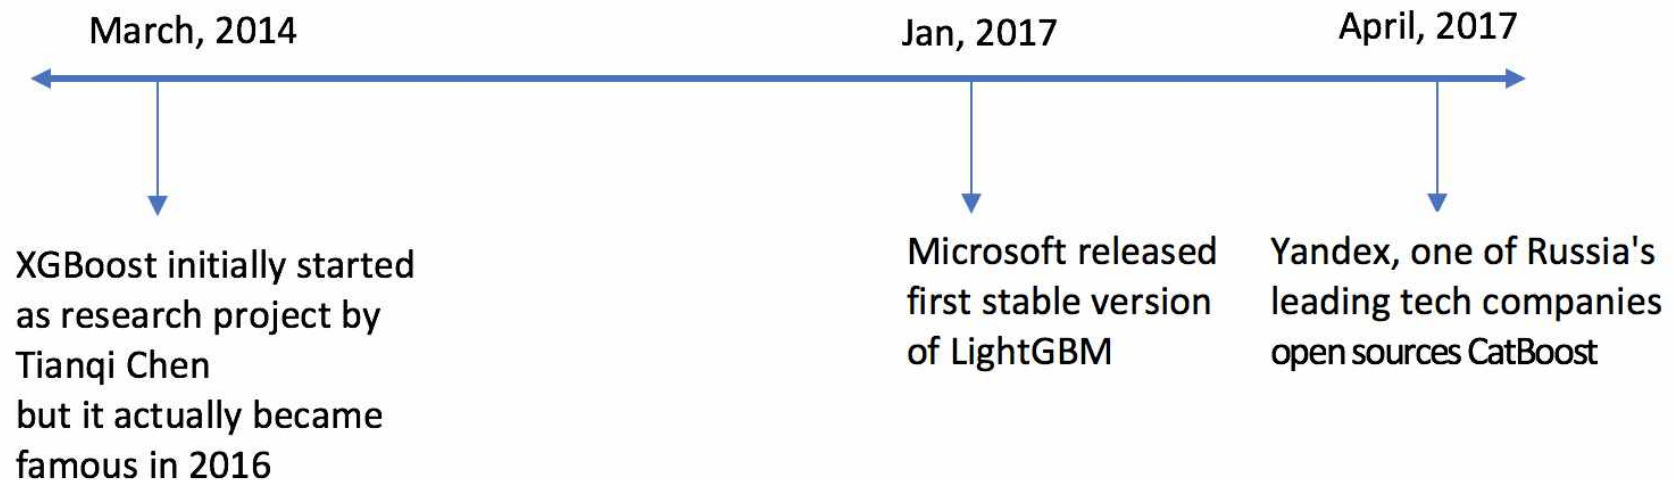 March, 2014
Jan, 2017
April, 2017
XGBoost initially started
as research project by
Tianqi Chen
but it actually became
famous in 2016
Microsoft released
first stable version
of LightGBM
Yandex, one of Russia's
leading tech companies
open sources CatBoost